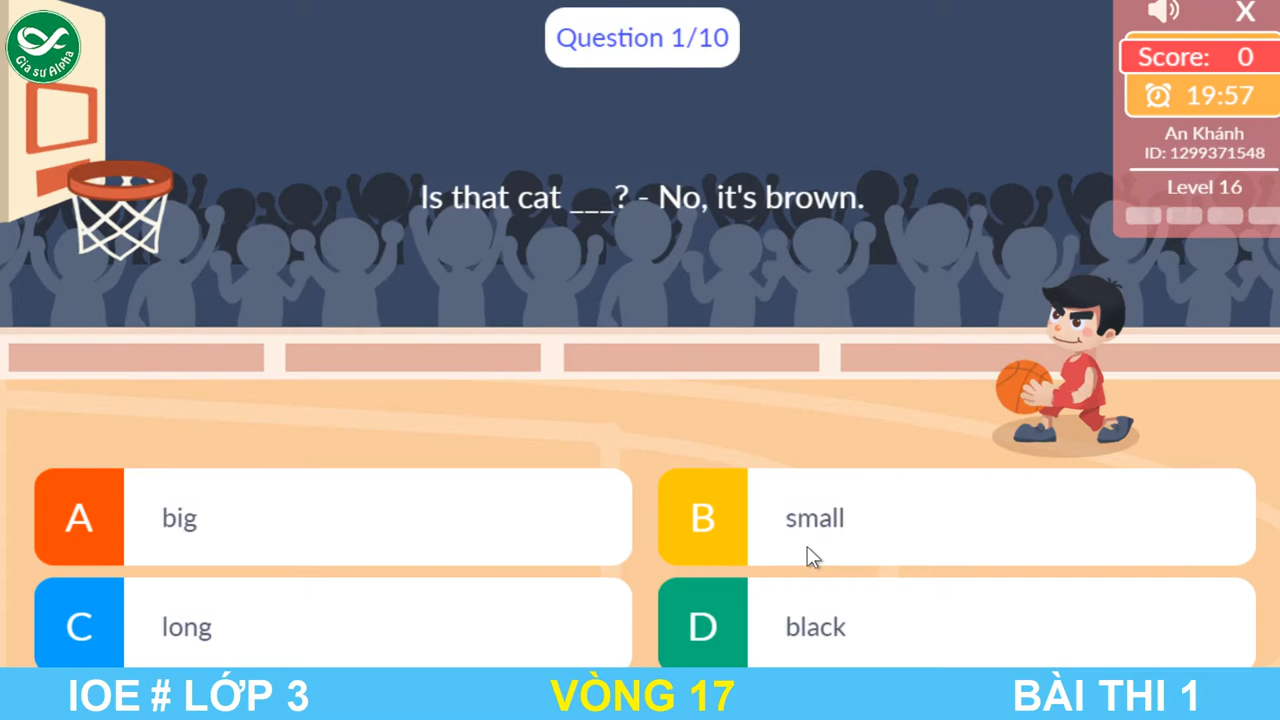 Gia sư Alpha
Question 1/10
X
Score: 0
19:57
An Khánh
ID: 1299371548
Level 16
Is that cat ___? - No, it's brown.
A big
B small
C long
D black
IOE # LỚP 3 VÒNG 17 BÀI THI 1